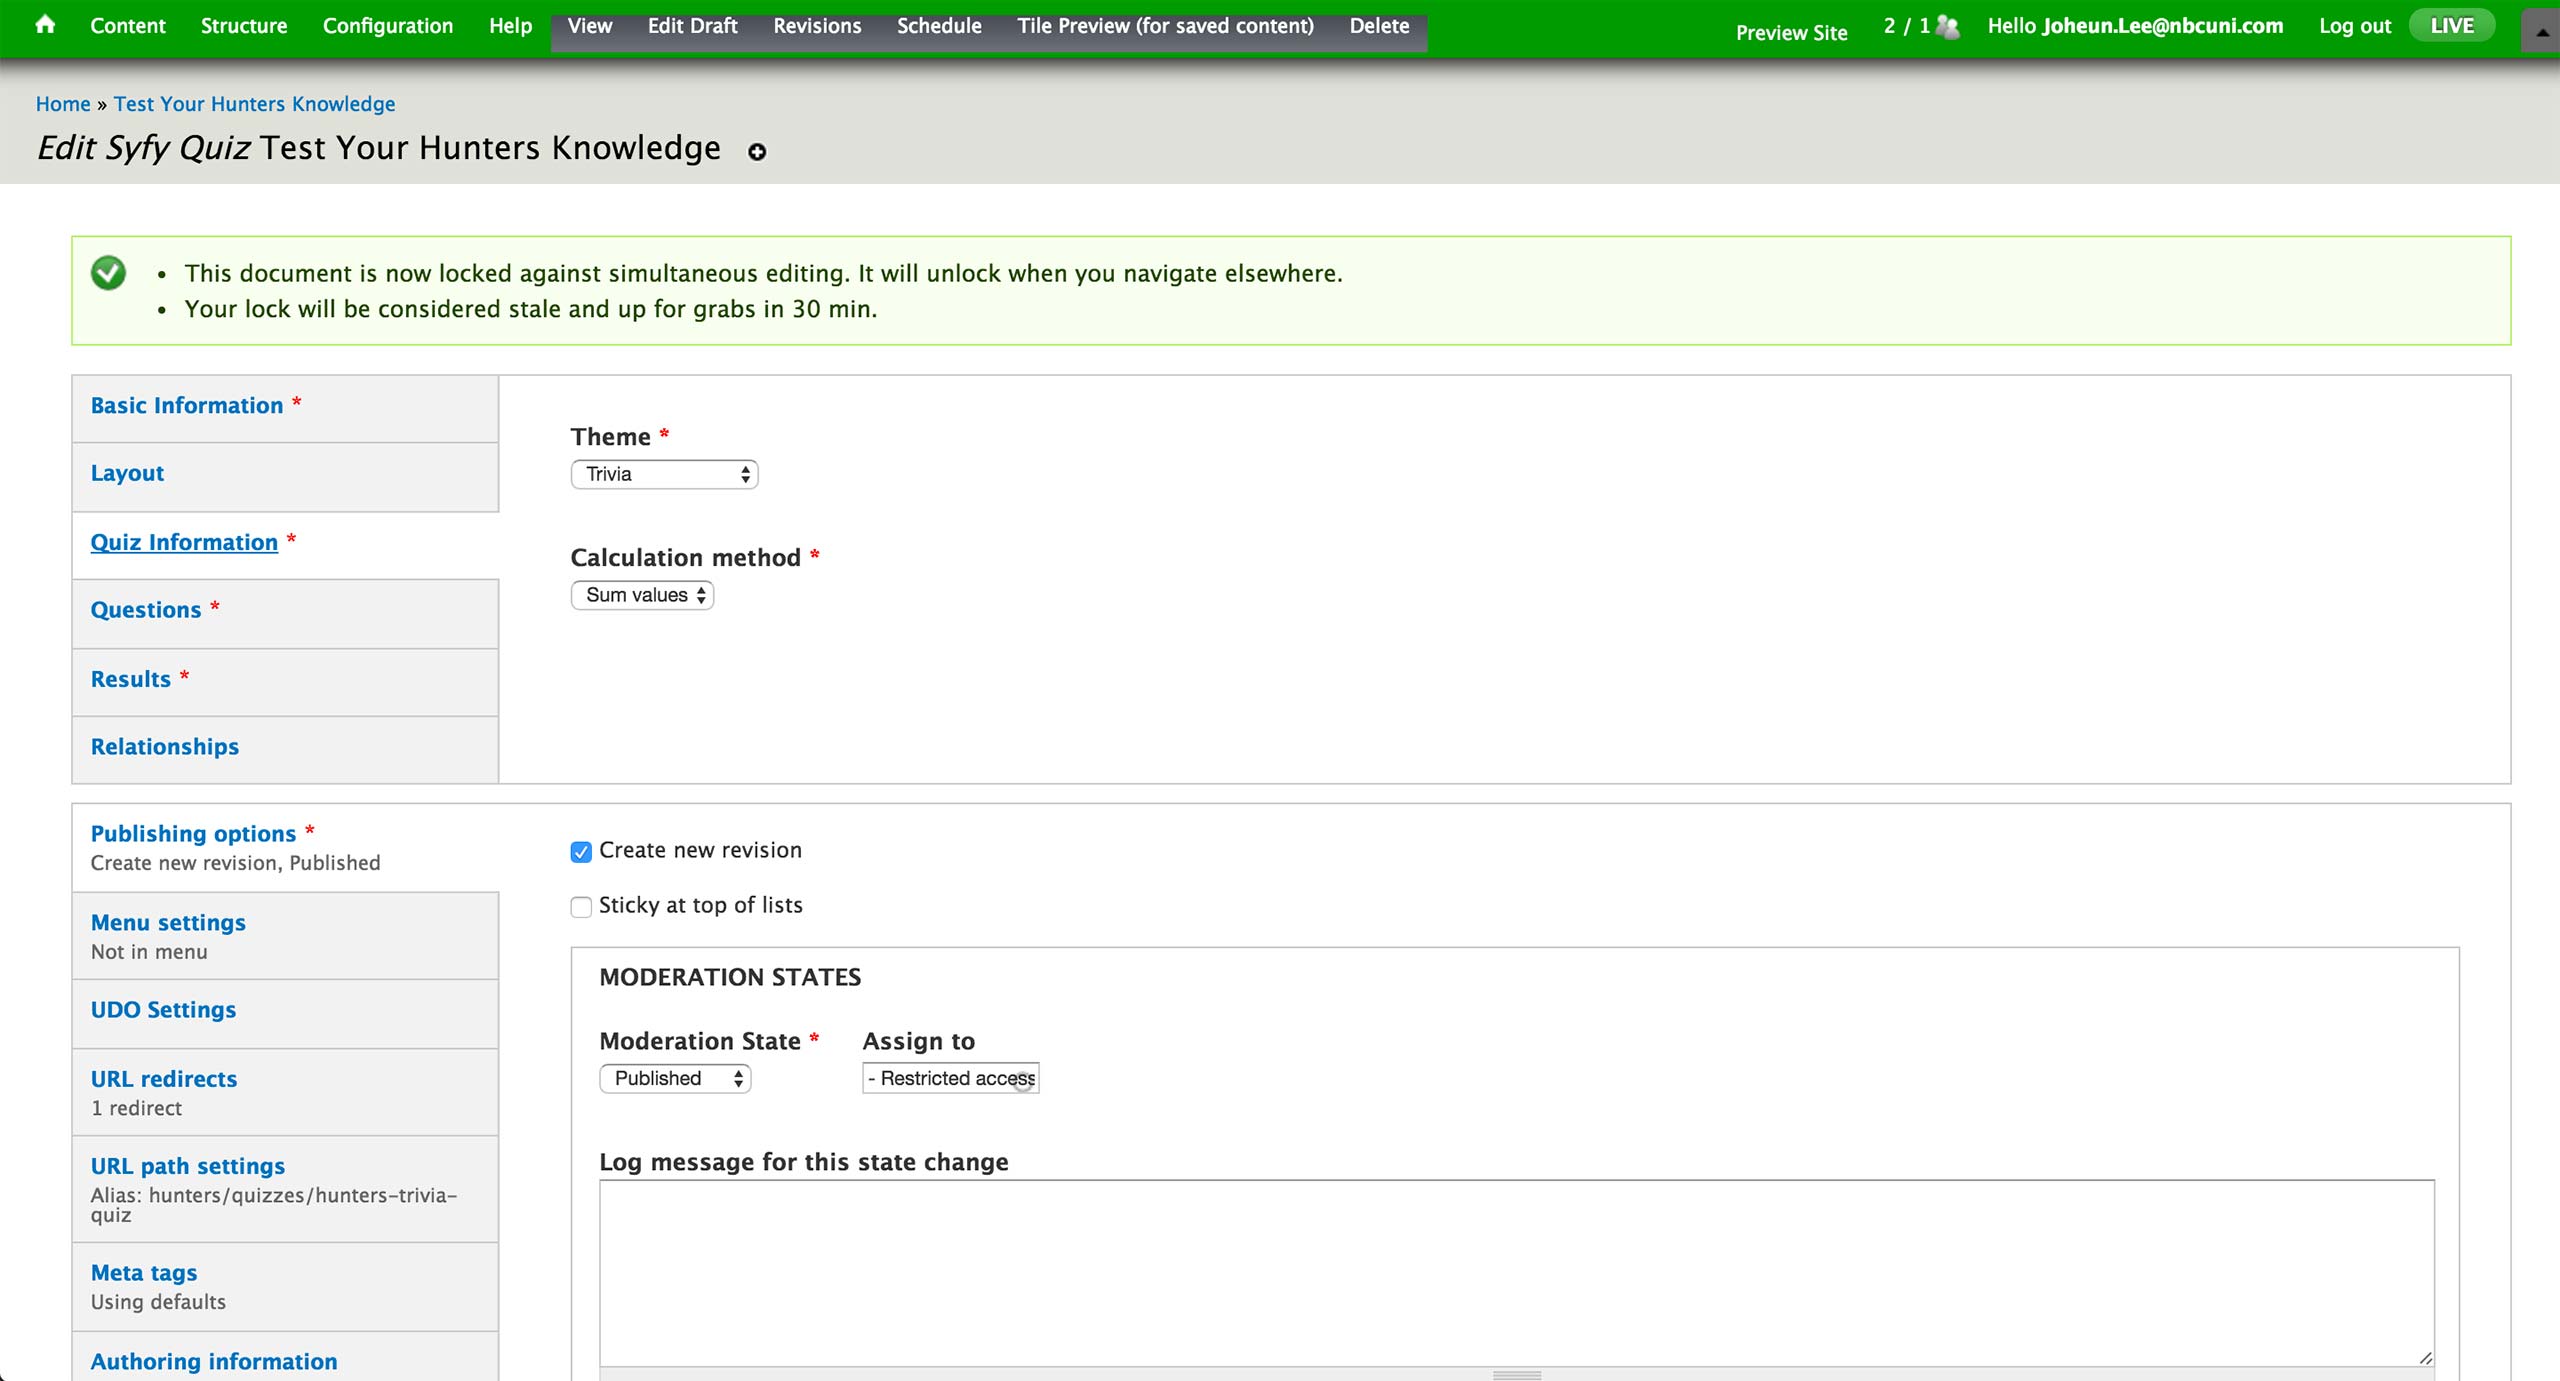 Content Structure Configuration Help View Edit Draft Revisions Schedule Tile Preview (for saved content) Delete Preview Site 2 / 1 Hello Joheun.Lee@nbcuni.com Log out LIVE
Home » Test Your Hunters Knowledge
Edit Syfy Quiz Test Your Hunters Knowledge
• This document is now locked against simultaneous editing. It will unlock when you navigate elsewhere.
• Your lock will be considered stale and up for grabs in 30 min.
Basic Information *
Layout
Quiz Information *
Questions *
Results *
Relationships
Theme *
Trivia
Calculation method *
Sum values
Publishing options *
Create new revision, Published
Menu settings
Not in menu
UDO Settings
URL redirects
1 redirect
URL path settings
Alias: hunters/quizzes/hunters-trivia-
quiz
Meta tags
Using defaults
Authoring information
Create new revision
Sticky at top of lists
MODERATION STATES
Moderation State * Assign to
Published - Restricted access
Log message for this state change